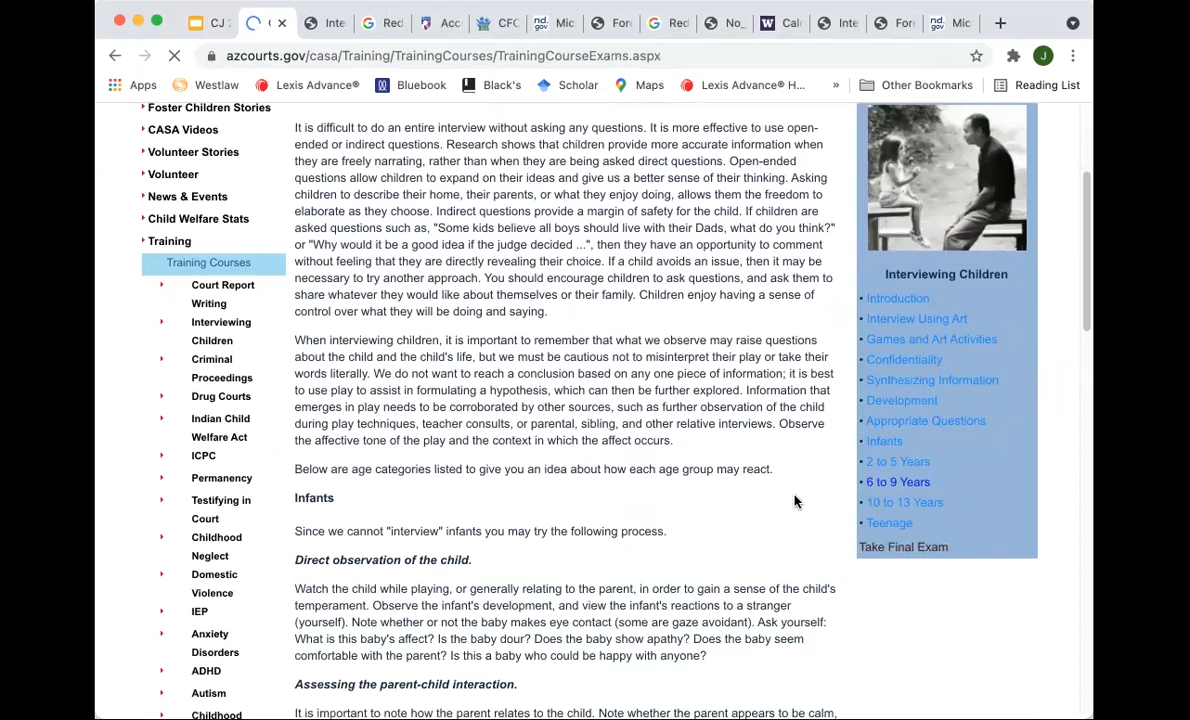 CJ
Inte
Red
Acc
CFC
Mic
For
Red
No_
Cal
Inte
For
Mic
azcourts.gov/casa/Training/TrainingCourses/TrainingCourseExams.aspx
J
Apps
Westlaw
Lexis Advance®
Bluebook
Black's
Scholar
Maps
Lexis Advance® H...
»
Other Bookmarks
Reading List
Foster Children Stories
CASA Videos
Volunteer Stories
Volunteer
News & Events
Child Welfare Stats
Training
Training Courses
Court Report
Writing
Interviewing
Children
Criminal
Proceedings
Drug Courts
Indian Child
Welfare Act
ICPC
Permanency
Testifying in
Court
Childhood
Neglect
Domestic
Violence
IEP
Anxiety
Disorders
ADHD
Autism
Childhood
It is difficult to do an entire interview without asking any questions. It is more effective to use open-
ended or indirect questions. Research shows that children provide more accurate information when
they are freely narrating, rather than when they are being asked direct questions. Open-ended
questions allow children to expand on their ideas and give us a better sense of their thinking. Asking
children to describe their home, their parents, or what they enjoy doing, allows them the freedom to
elaborate as they choose. Indirect questions provide a margin of safety for the child. If children are
asked questions such as, "Some kids believe all boys should live with their Dads, what do you think?"
or "Why would it be a good idea if the judge decided ...", then they have an opportunity to comment
without feeling that they are directly revealing their choice. If a child avoids an issue, then it may be
necessary to try another approach. You should encourage children to ask questions, and ask them to
share whatever they would like about themselves or their family. Children enjoy having a sense of
control over what they will be doing and saying.
When interviewing children, it is important to remember that what we observe may raise questions
about the child and the child's life, but we must be cautious not to misinterpret their play or take their
words literally. We do not want to reach a conclusion based on any one piece of information; it is best
to use play to assist in formulating a hypothesis, which can then be further explored. Information that
emerges in play needs to be corroborated by other sources, such as further observation of the child
during play techniques, teacher consults, or parental, sibling, and other relative interviews. Observe
the affective tone of the play and the context in which the affect occurs.
Below are age categories listed to give you an idea about how each age group may react.
Infants
Since we cannot "interview" infants you may try the following process.
Direct observation of the child.
Watch the child while playing, or generally relating to the parent, in order to gain a sense of the child's
temperament. Observe the infant's development, and view the infant's reactions to a stranger
(yourself). Note whether or not the baby makes eye contact (some are gaze avoidant). Ask yourself:
What is this baby's affect? Is the baby dour? Does the baby show apathy? Does the baby seem
comfortable with the parent? Is this a baby who could be happy with anyone?
Assessing the parent-child interaction.
It is important to note how the parent relates to the child. Note whether the parent appears to be calm,
Interviewing Children
• Introduction
• Interview Using Art
• Games and Art Activities
• Confidentiality
• Synthesizing Information
• Development
• Appropriate Questions
• Infants
• 2 to 5 Years
• 6 to 9 Years
• 10 to 13 Years
• Teenage
Take Final Exam